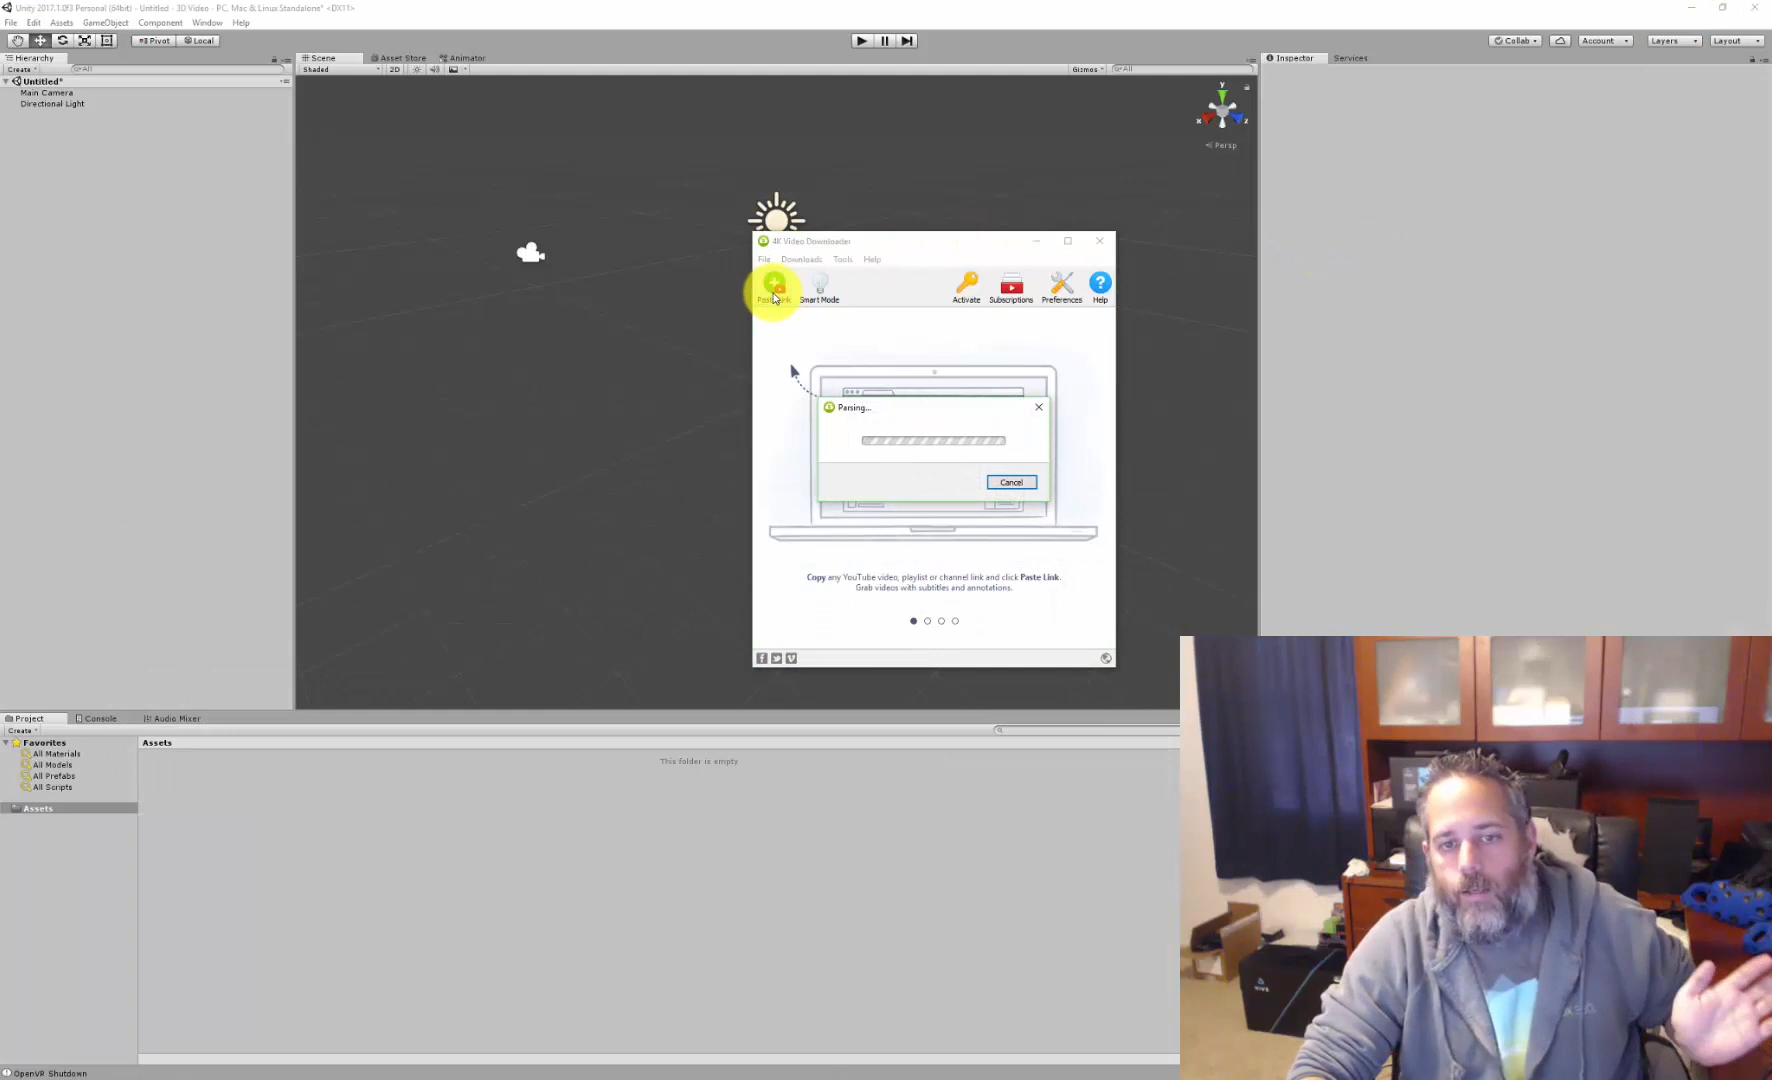 Unity 2017.1.0f3 Personal (64bit) - Untitled - 3D Video - PC, Mac & Linux Standalone* <DX11>
File Edit Assets GameObject Component Window Help
Pivot Local
Collab Account Layers Layout
Hierarchy
Create All
Untitled*
Main Camera
Directional Light
Scene Asset Store Animator
Shaded 2D Gizmos All
y
x z
Persp
Inspector Services
4K Video Downloader
File Downloads Tools Help
Smart Mode Activate Subscriptions Preferences Help
Parsing...
Cancel
Copy any YouTube video, playlist or channel link and click Paste Link.
Grab videos with subtitles and annotations.
Project Console Audio Mixer
Create
Favorites
All Materials
All Models
All Prefabs
All Scripts
Assets
Assets
This folder is empty
VIVE
OpenVR Shutdown